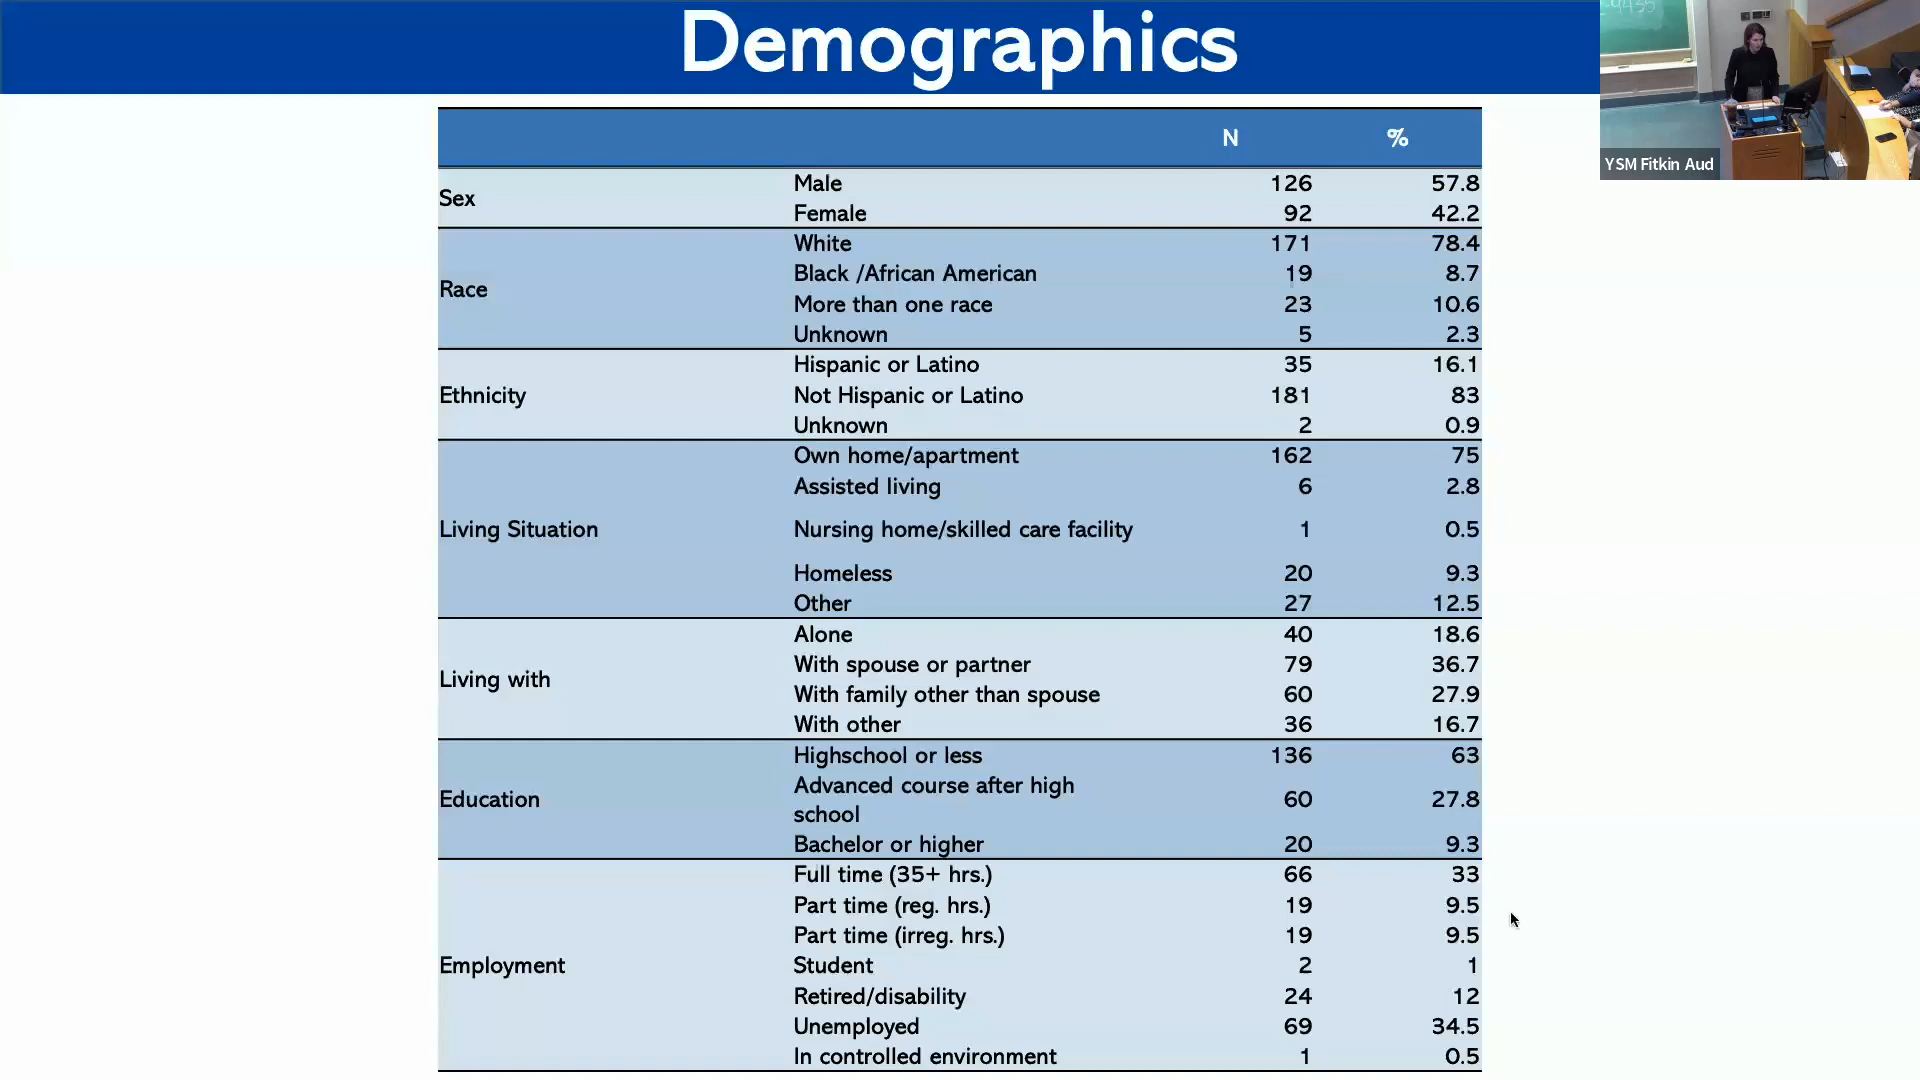 Demographics
N %
Sex
Male 126 57.8
Female 92 42.2
Race
White 171 78.4
Black /African American 19 8.7
More than one race 23 10.6
Unknown 5 2.3
Ethnicity
Hispanic or Latino 35 16.1
Not Hispanic or Latino 181 83
Unknown 2 0.9
Living Situation
Own home/apartment 162 75
Assisted living 6 2.8
Nursing home/skilled care facility 1 0.5
Homeless 20 9.3
Other 27 12.5
Living with
Alone 40 18.6
With spouse or partner 79 36.7
With family other than spouse 60 27.9
With other 36 16.7
Education
Highschool or less 136 63
Advanced course after high
school 60 27.8
Bachelor or higher 20 9.3
Employment
Full time (35+ hrs.) 66 33
Part time (reg. hrs.) 19 9.5
Part time (irreg. hrs.) 19 9.5
Student 2 1
Retired/disability 24 12
Unemployed 69 34.5
In controlled environment 1 0.5
YSM Fitkin Aud